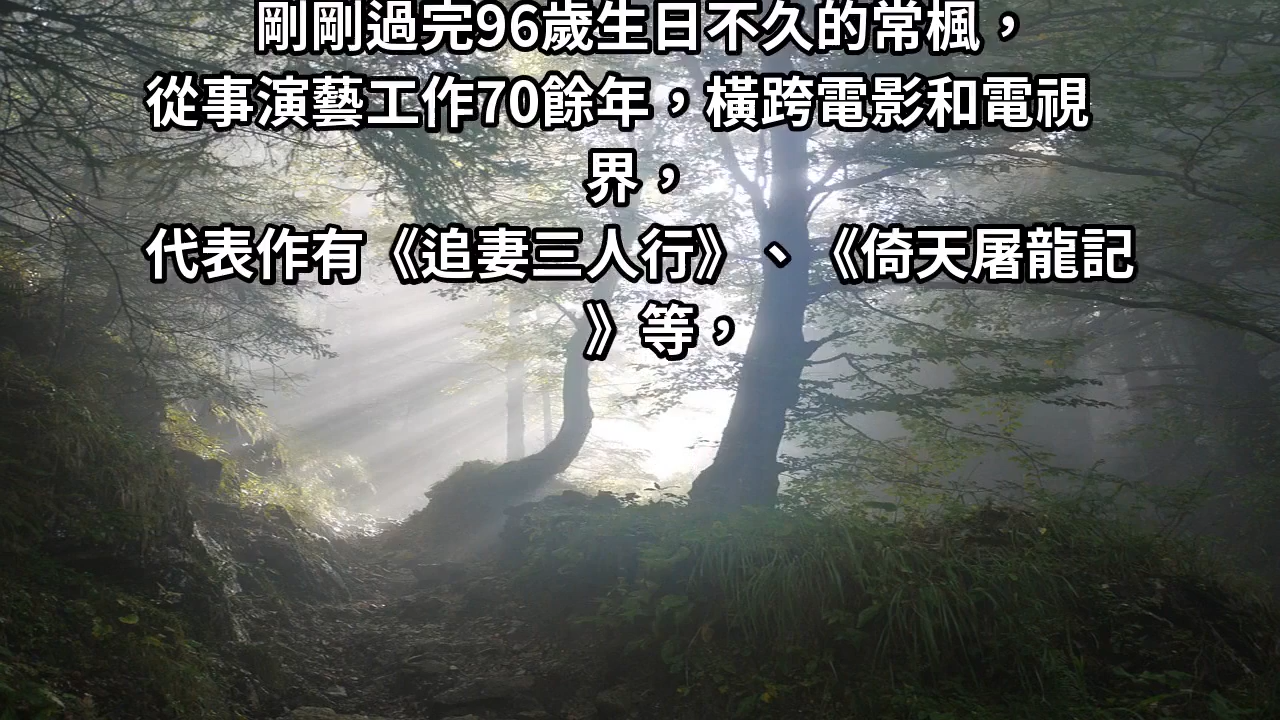 剛剛過完96歲生日不久的常楓，
從事演藝工作70餘年，橫跨電影和電視
界，
代表作有《追妻三人行》、《倚天屠龍記
》等，